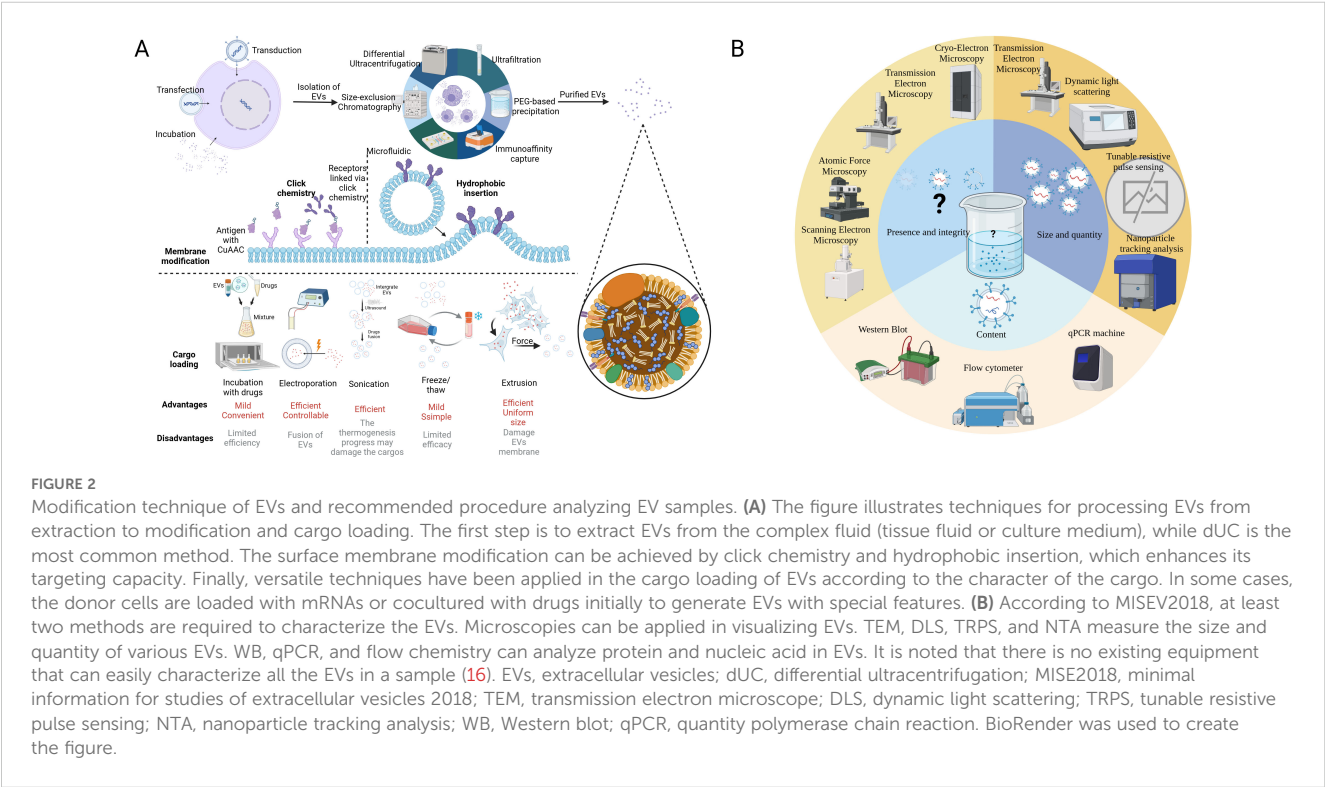 A
Transduction
Transfection
Incubation
Isolation of
EVs
Differential
Ultracentrifugation
Ultrafiltration
Size-exclusion
Chromatography
PEG-based
precipitation
Purified EVs
Microfluidic
Immunoaffinity
capture
Click
chemistry
Receptors
linked via
click
chemistry
Hydrophobic
insertion
Antigen
with
CuAAC
Membrane
modification
EVs
Drugs
Mixture
Intergrate
EVs
Ultrasound
Drugs
fusion
Force
Cargo
loading
Incubation
with drugs
Electroporation
Sonication
Freeze/
thaw
Extrusion
Advantages
Mild
Convenient
Efficient
Controllable
Efficient
Mild
Ssimple
Efficient
Uniform
size
Disadvantages
Limited
efficiency
Fusion of
EVs
The
thermogenesis
progress may
damage the cargos
Limited
efficacy
Damage
EVs
membrane
B
Cryo-Electron
Microscopy
Transmission
Electron
Microscopy
Transmission
Electron
Microscopy
Dynamic light
scattering
Atomic Force
Microscopy
Tunable resistive
pulse sensing
Scanning Electron
Microscopy
?
Presence and integrity
?
Size and quantity
Nanoparticle
tracking analysis
Content
Western Blot
Flow cytometer
qPCR machine
FIGURE 2
Modification technique of EVs and recommended procedure analyzing EV samples. (A) The figure illustrates techniques for processing EVs from
extraction to modification and cargo loading. The first step is to extract EVs from the complex fluid (tissue fluid or culture medium), while dUC is the
most common method. The surface membrane modification can be achieved by click chemistry and hydrophobic insertion, which enhances its
targeting capacity. Finally, versatile techniques have been applied in the cargo loading of EVs according to the character of the cargo. In some cases,
the donor cells are loaded with mRNAs or cocultured with drugs initially to generate EVs with special features. (B) According to MISEV2018, at least
two methods are required to characterize the EVs. Microscopies can be applied in visualizing EVs. TEM, DLS, TRPS, and NTA measure the size and
quantity of various EVs. WB, qPCR, and flow chemistry can analyze protein and nucleic acid in EVs. It is noted that there is no existing equipment
that can easily characterize all the EVs in a sample (16). EVs, extracellular vesicles; dUC, differential ultracentrifugation; MISE2018, minimal
information for studies of extracellular vesicles 2018; TEM, transmission electron microscope; DLS, dynamic light scattering; TRPS, tunable resistive
pulse sensing; NTA, nanoparticle tracking analysis; WB, Western blot; qPCR, quantity polymerase chain reaction. BioRender was used to create
the figure.